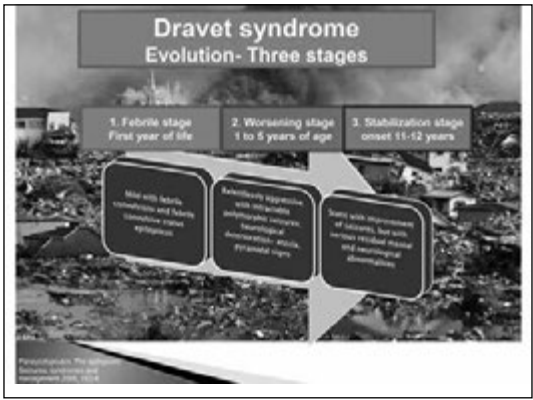 Dravet syndrome
Evolution- Three stages
1. Febrile stage
First year of life
2. Worsening stage
1 to 5 years of age
3. Stabilization stage
onset 11-12 years
Mild with febrile
convulsions and febrile
convulsive status
epilepticus
Relentlessly aggressive
with intractable
polymorphic seizures,
neurological
deterioration- ataxia,
pyramidal signs
Starts with improvement
of seizures, but with
serious residual mental
and neurological
abnormalities
Panayiotopoulos, The
Seizures, syndromes and
management